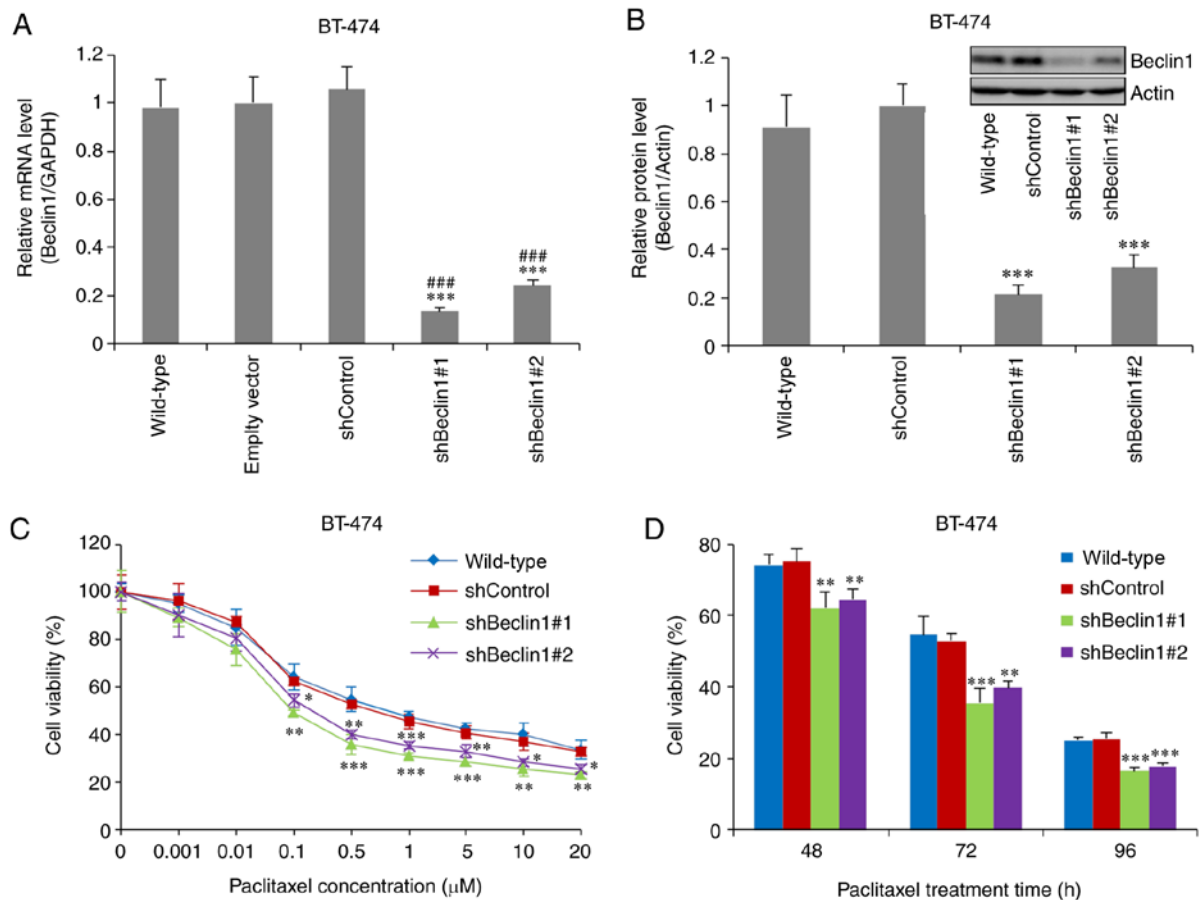 A
BT-474
Relative mRNA level
(Beclin1/GAPDH)
1.2
1
0.8
0.6
0.4
0.2
0
###
***
###
***
Wild-type
Emplty vector
shControl
shBeclin1#1
shBeclin1#2
B
BT-474
Relative protein level
(Beclin1/Actin)
1.2
1
0.8
0.6
0.4
0.2
0
Beclin1
Actin
Wild-type
shControl
shBeclin1#1
shBeclin1#2
***
***
Wild-type
shControl
shBeclin1#1
shBeclin1#2
C
BT-474
Cell viability (%)
120
100
80
60
40
20
0
Wild-type
shControl
shBeclin1#1
shBeclin1#2
*
**
**
***
***
***
**
***
*
**
*
**
0 0.001 0.01 0.1 0.5 1 5 10 20
Paclitaxel concentration (μM)
D
BT-474
Cell viability (%)
80
60
40
20
0
Wild-type
shControl
shBeclin1#1
shBeclin1#2
** **
*** **
*** ***
48 72 96
Paclitaxel treatment time (h)